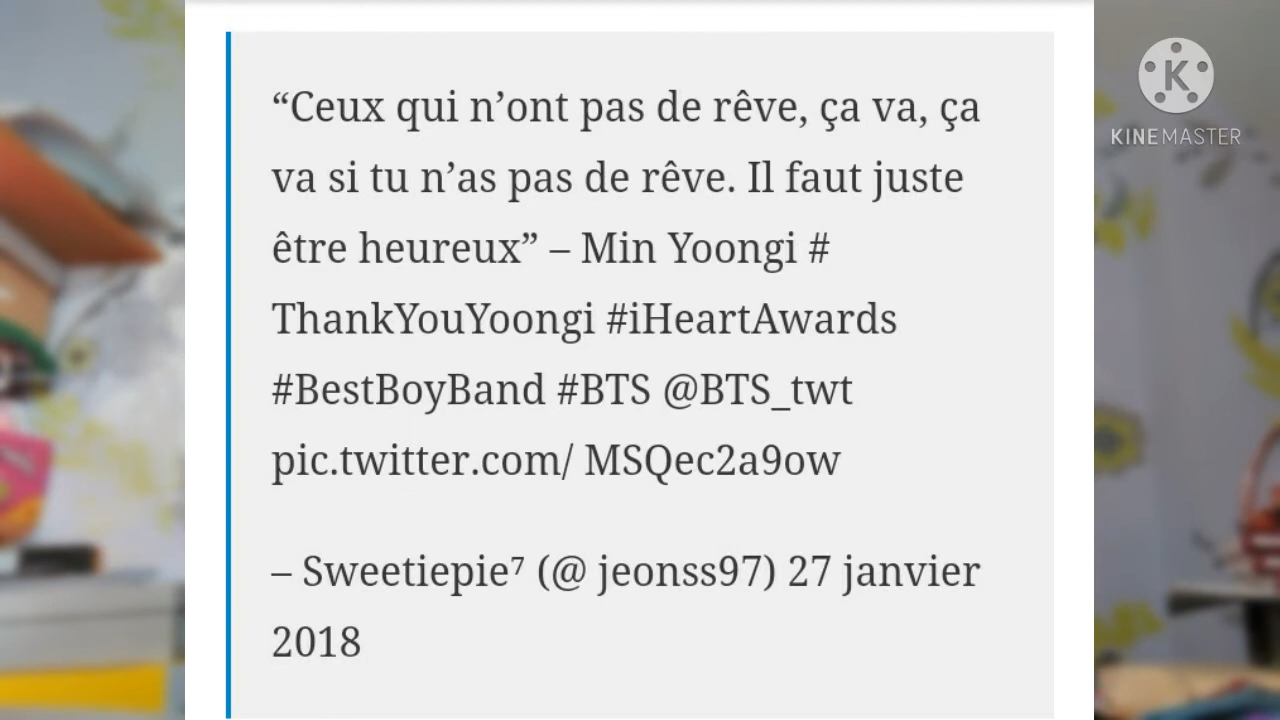 “Ceux qui n’ont pas de rêve, ça va, ça
va si tu n’as pas de rêve. Il faut juste
être heureux” – Min Yoongi #
ThankYouYoongi #iHeartAwards
#BestBoyBand #BTS @BTS_twt
pic.twitter.com/ MSQec2a9ow
– Sweetiepie⁷ (@ jeonss97) 27 janvier
2018
K
KINEMASTER